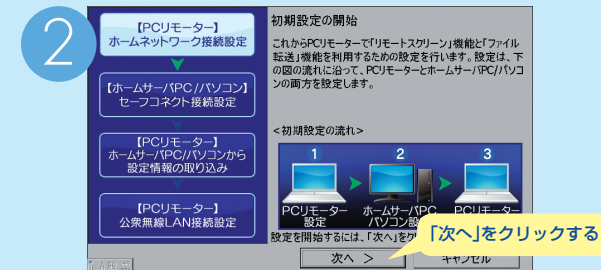 2
【PCリモーター】
ホームネットワーク接続設定
【ホームサーバPC/パソコン】
セーフコネクト接続設定
【PCリモーター】
ホームサーバPC/パソコンから
設定情報の取り込み
【PCリモーター】
公衆無線LAN接続設定
初期設定の開始
これからPCリモーターで「リモートスクリーン」機能と「ファイル
転送」機能を利用するための設定を行います。設定は、下
の図の流れに沿って、PCリモーターとホームサーバPC/パソコ
ンの両方を設定します。
<初期設定の流れ>
1 2 3
PCリモーター ホームサーバPC PCリモーター
設定 パソコン設
設定を開始するには、「次へ」をク
「次へ」をクリックする
次へ >
キャンセル